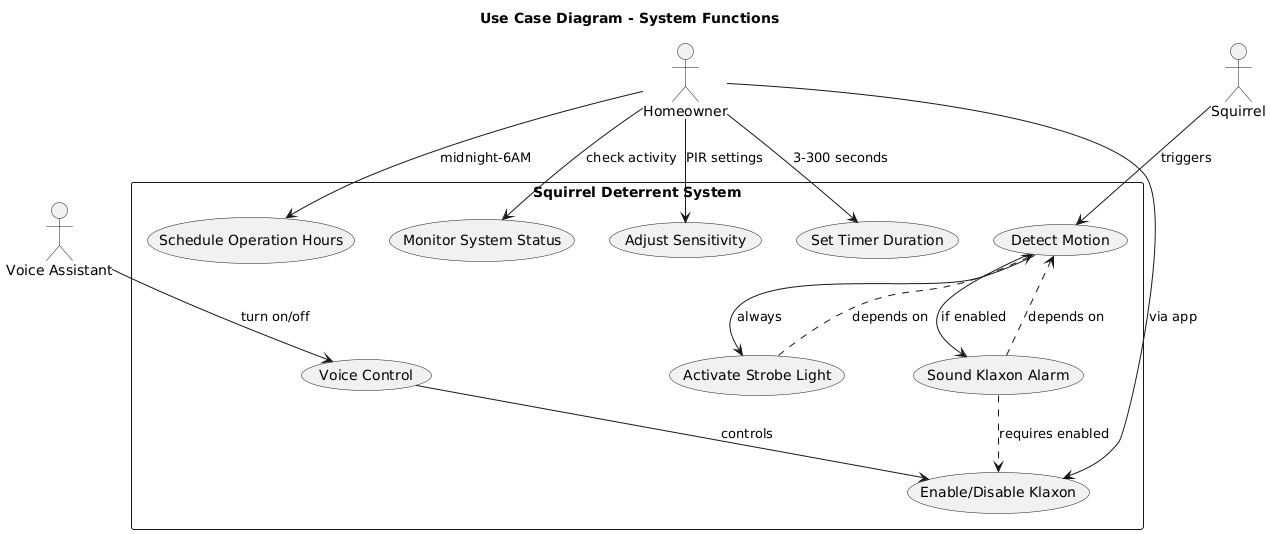 Use Case Diagram - System Functions
Homeowner
Squirrel
midnight-6AM
check activity
PIR settings
3-300 seconds
triggers
Squirrel Deterrent System
Voice Assistant
Schedule Operation Hours
Monitor System Status
Adjust Sensitivity
Set Timer Duration
Detect Motion
turn on/off
always
depends on
if enabled
depends on
via app
Voice Control
Activate Strobe Light
Sound Klaxon Alarm
controls
requires enabled
Enable/Disable Klaxon